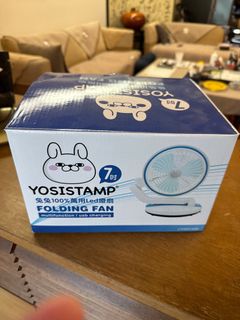 YOSISTAMP
7吋
7吋
YOSISTAMP
兔兔100%萬用Led摺扇
FOLDING FAN
multifunction / usb charging